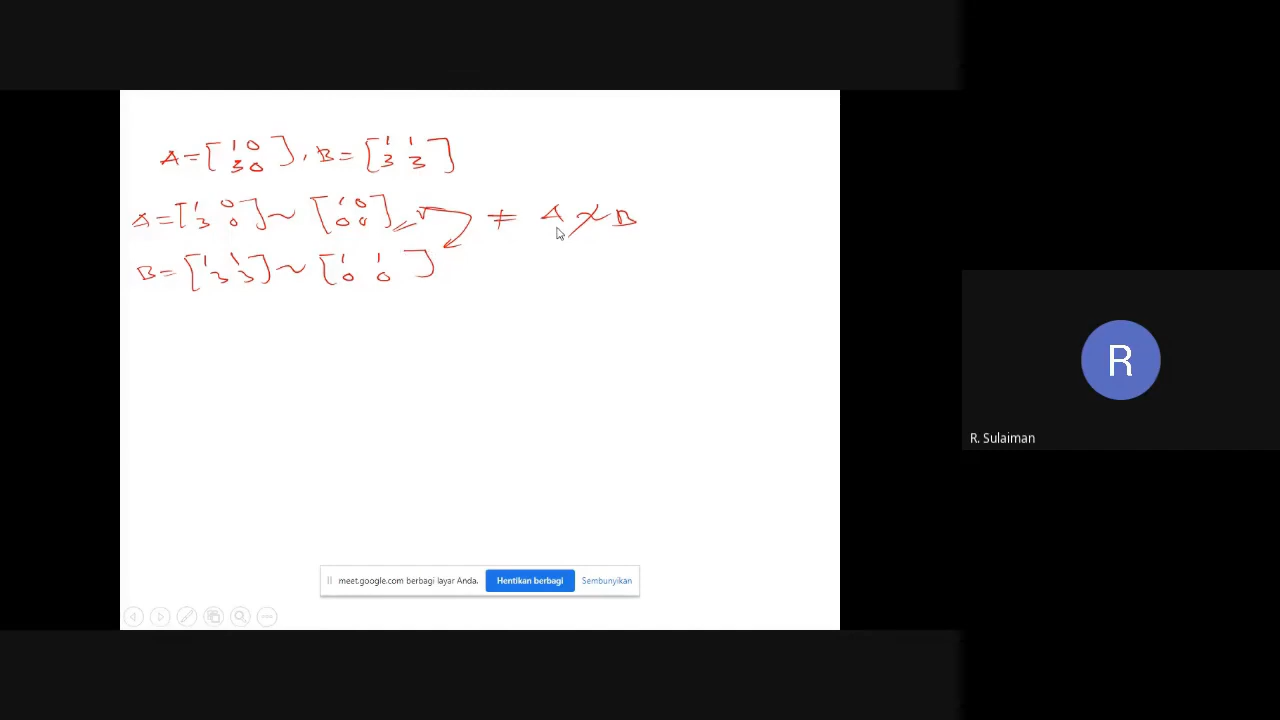 A = [1 0 3 0], B = [1 1 3 3]
A = [1 0 3 0] ~ [1 0 0 0] ≠ A ≁ B
B = [1 1 3 3] ~ [1 1 0 0]
R
R. Sulaiman
meet.google.com berbagi layar Anda. Hentikan berbagi Sembunyikan